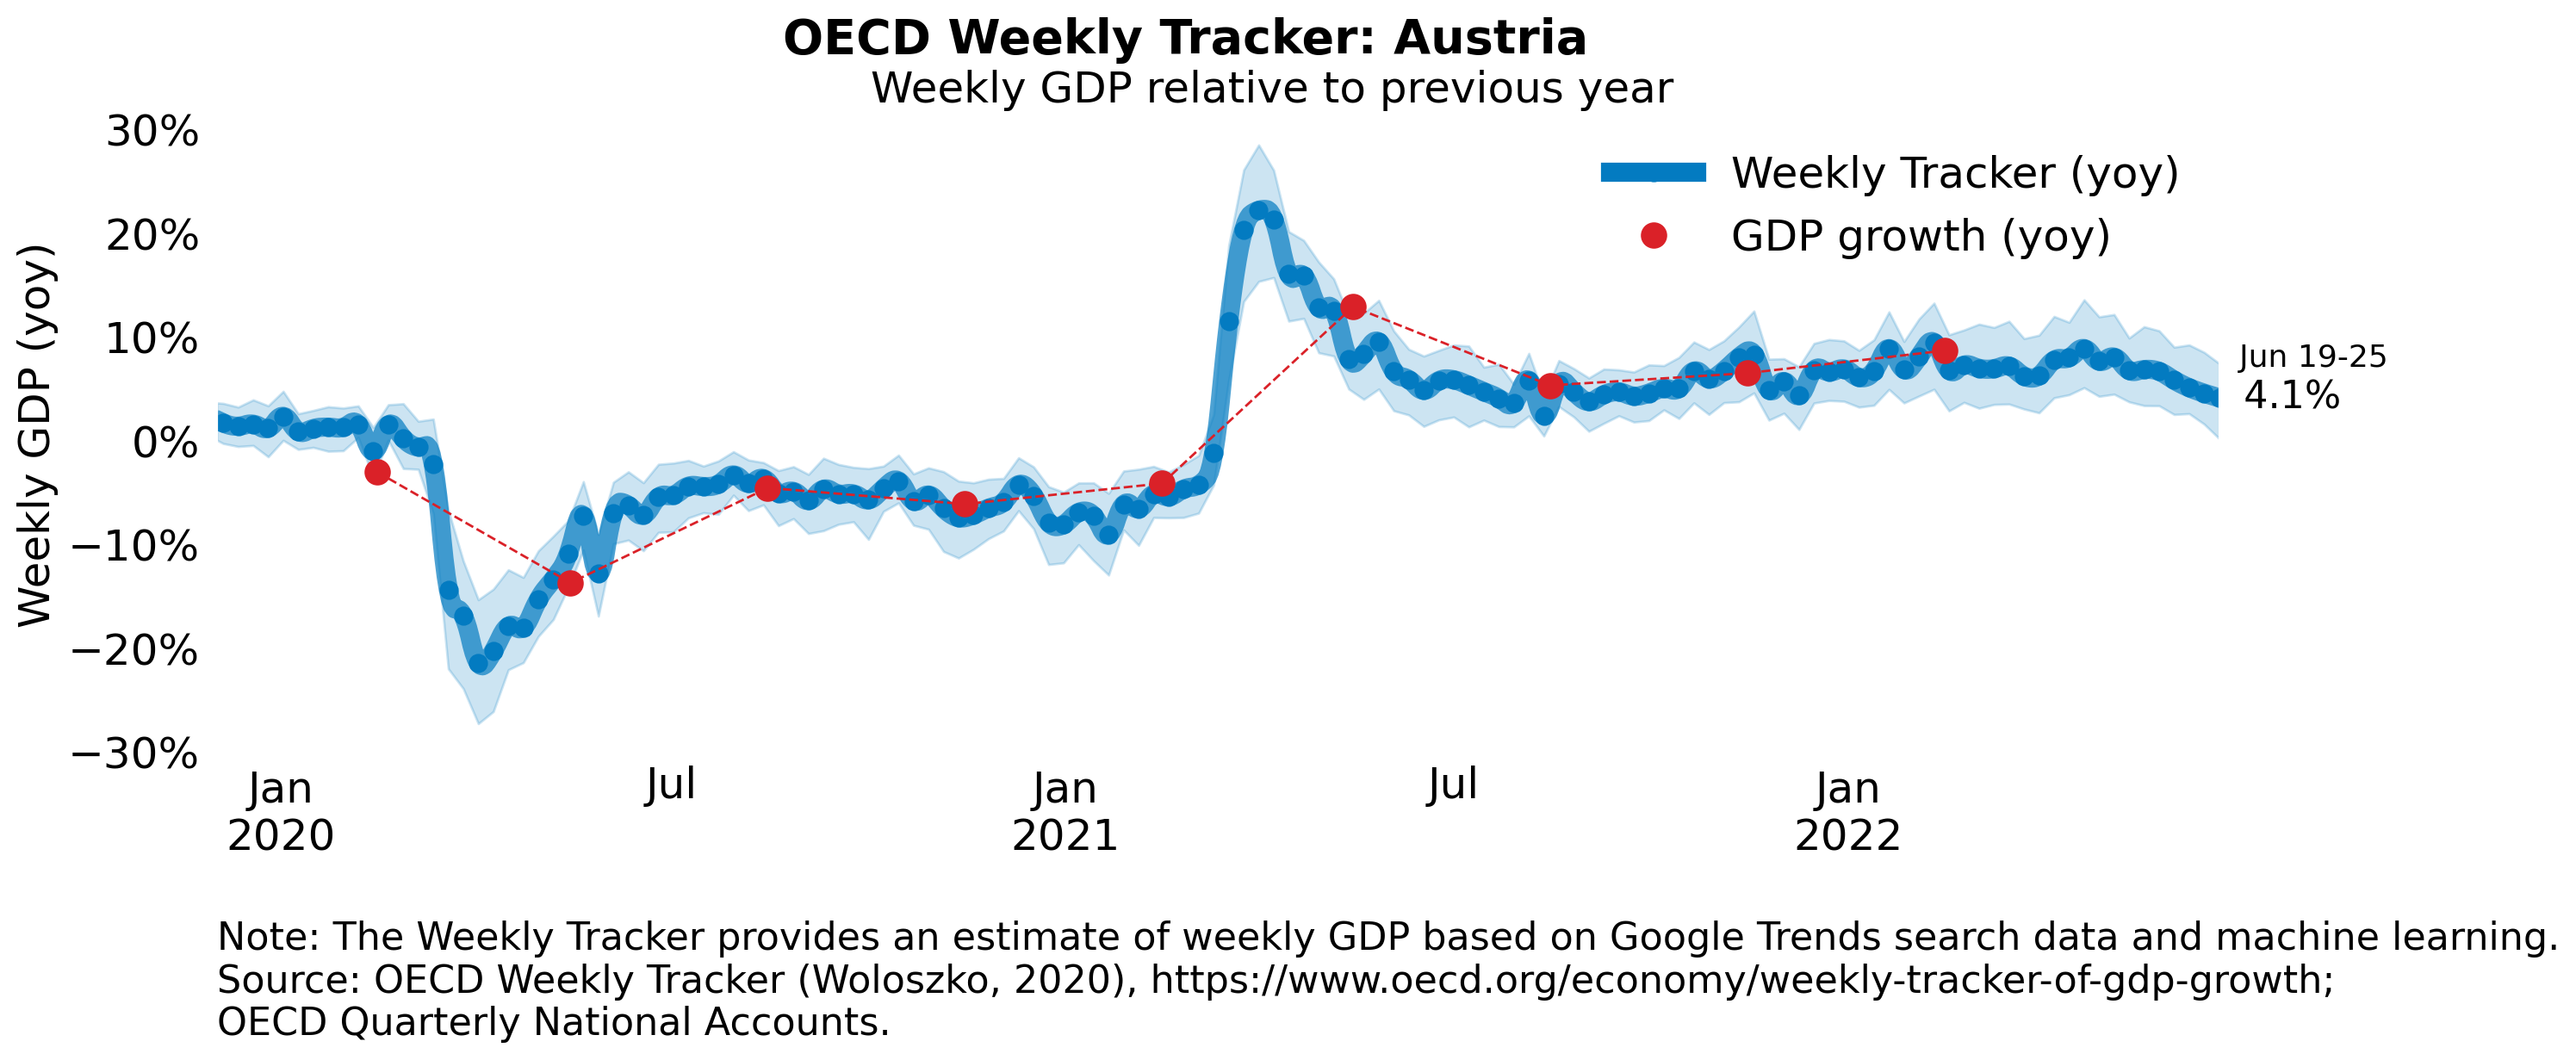 OECD Weekly Tracker: Austria
Weekly GDP relative to previous year
Weekly GDP (yoy)
30%
20%
10%
0%
−10%
−20%
−30%
Weekly Tracker (yoy)
GDP growth (yoy)
Jun 19-25
4.1%
Jan
2020
Jul
Jan
2021
Jul
Jan
2022
Note: The Weekly Tracker provides an estimate of weekly GDP based on Google Trends search data and machine learning.
Source: OECD Weekly Tracker (Woloszko, 2020), https://www.oecd.org/economy/weekly-tracker-of-gdp-growth;
OECD Quarterly National Accounts.